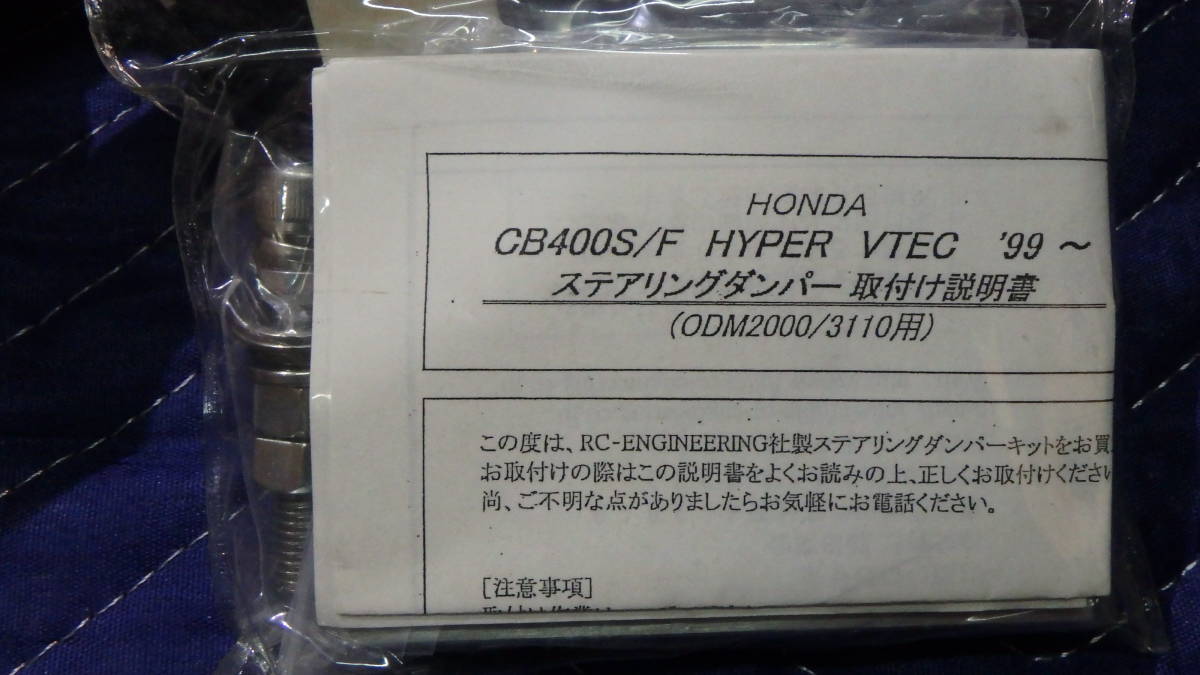 HONDA
CB400S/F HYPER VTEC '99 ～
ステアリングダンパー 取付け説明書
(ODM2000/3110用)
この度は、RC-ENGINEERING社製ステアリングダンパーキットをお買
お取付けの際はこの説明書をよくお読みの上、正しくお取付けくださ
尚、ご不明な点がありましたらお気軽にお電話ください。
[注意事項]